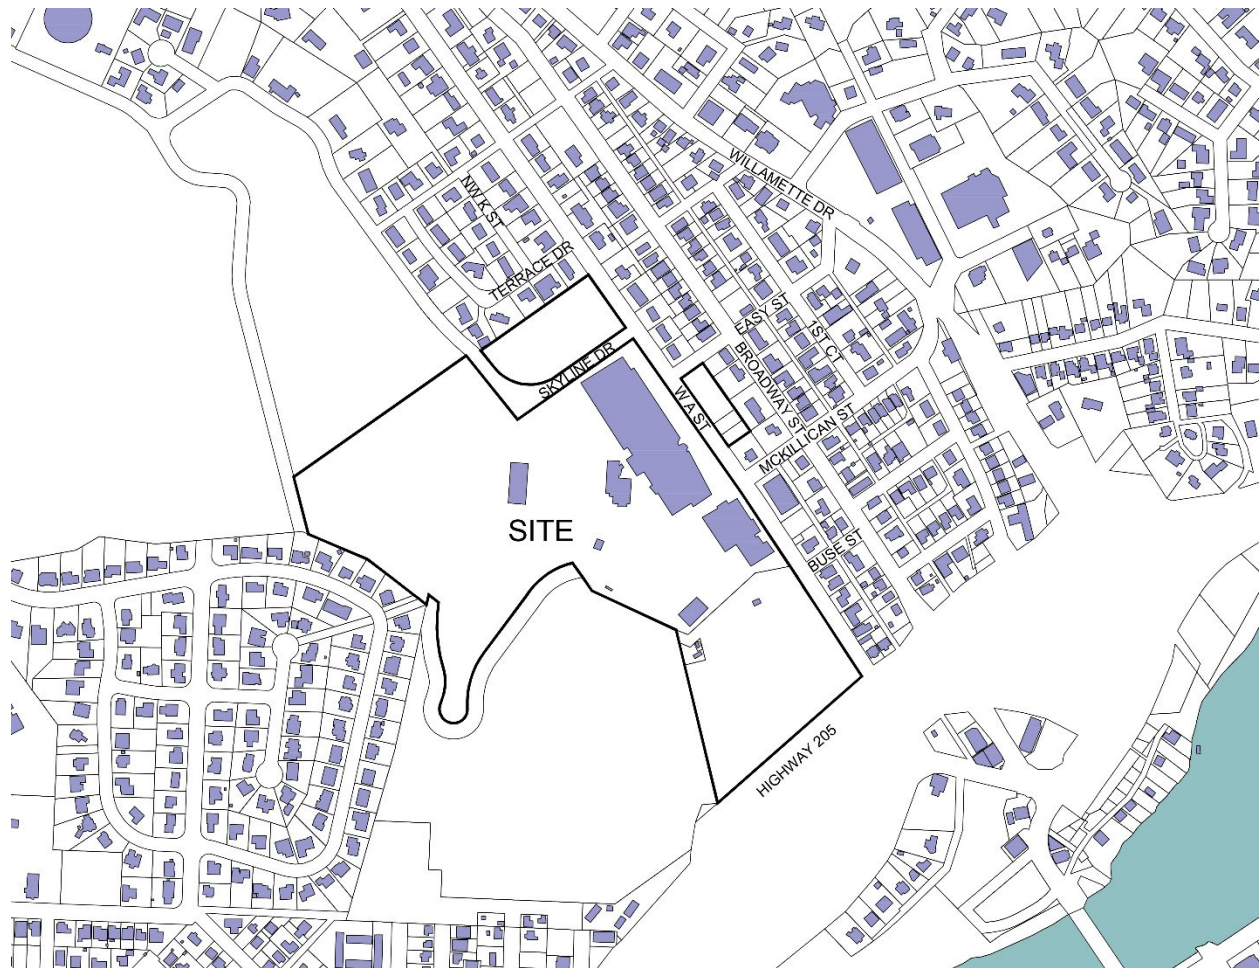 WILLAMETTE DR
NW K ST
TERRACE DR
EASY ST
1ST CT
SKYLINE DR
BROADWAY ST
W A ST
MCKILLICAN ST
SITE
BUSE ST
HIGHWAY 205